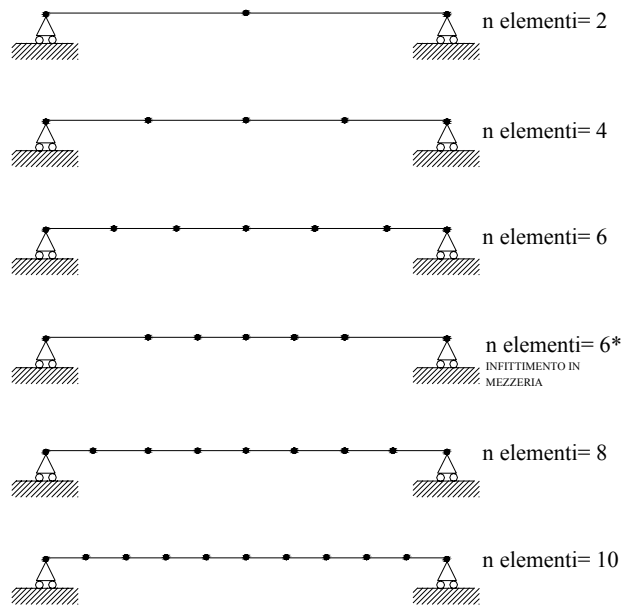 n elementi= 2
n elementi= 4
n elementi= 6
n elementi= 6*
INFITTIMENTO IN
MEZZERIA
n elementi= 8
n elementi= 10